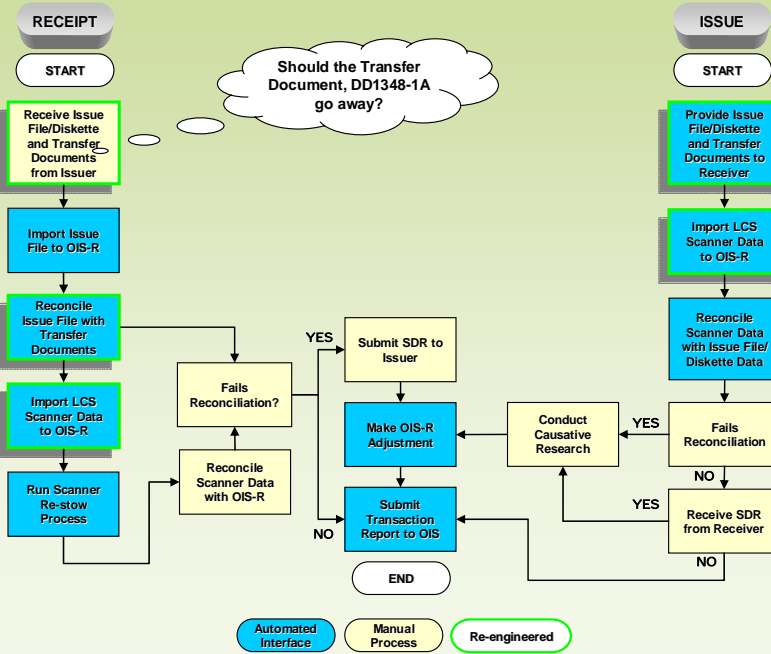 RECEIPT
START
Receive Issue
File/Diskette
and Transfer
Documents
from Issuer
Import Issue
File to OIS-R
Reconcile
Issue File with
Transfer
Documents
Import LCS
Scanner Data
to OIS-R
Run Scanner
Re-stow
Process
Should the Transfer
Document, DD1348-1A
go away?
Fails
Reconciliation?
Reconcile
Scanner Data
with OIS-R
YES
NO
Submit SDR to
Issuer
Make OIS-R
Adjustment
Submit
Transaction
Report to OIS
END
ISSUE
START
Provide Issue
File/Diskette
and Transfer
Documents to
Receiver
Import LCS
Scanner Data
to OIS-R
Reconcile
Scanner Data
with Issue File/
Diskette Data
Fails
Reconciliation
YES
NO
Conduct
Causative
Research
Receive SDR
from Receiver
YES
NO
Automated
Interface
Manual
Process
Re-engineered